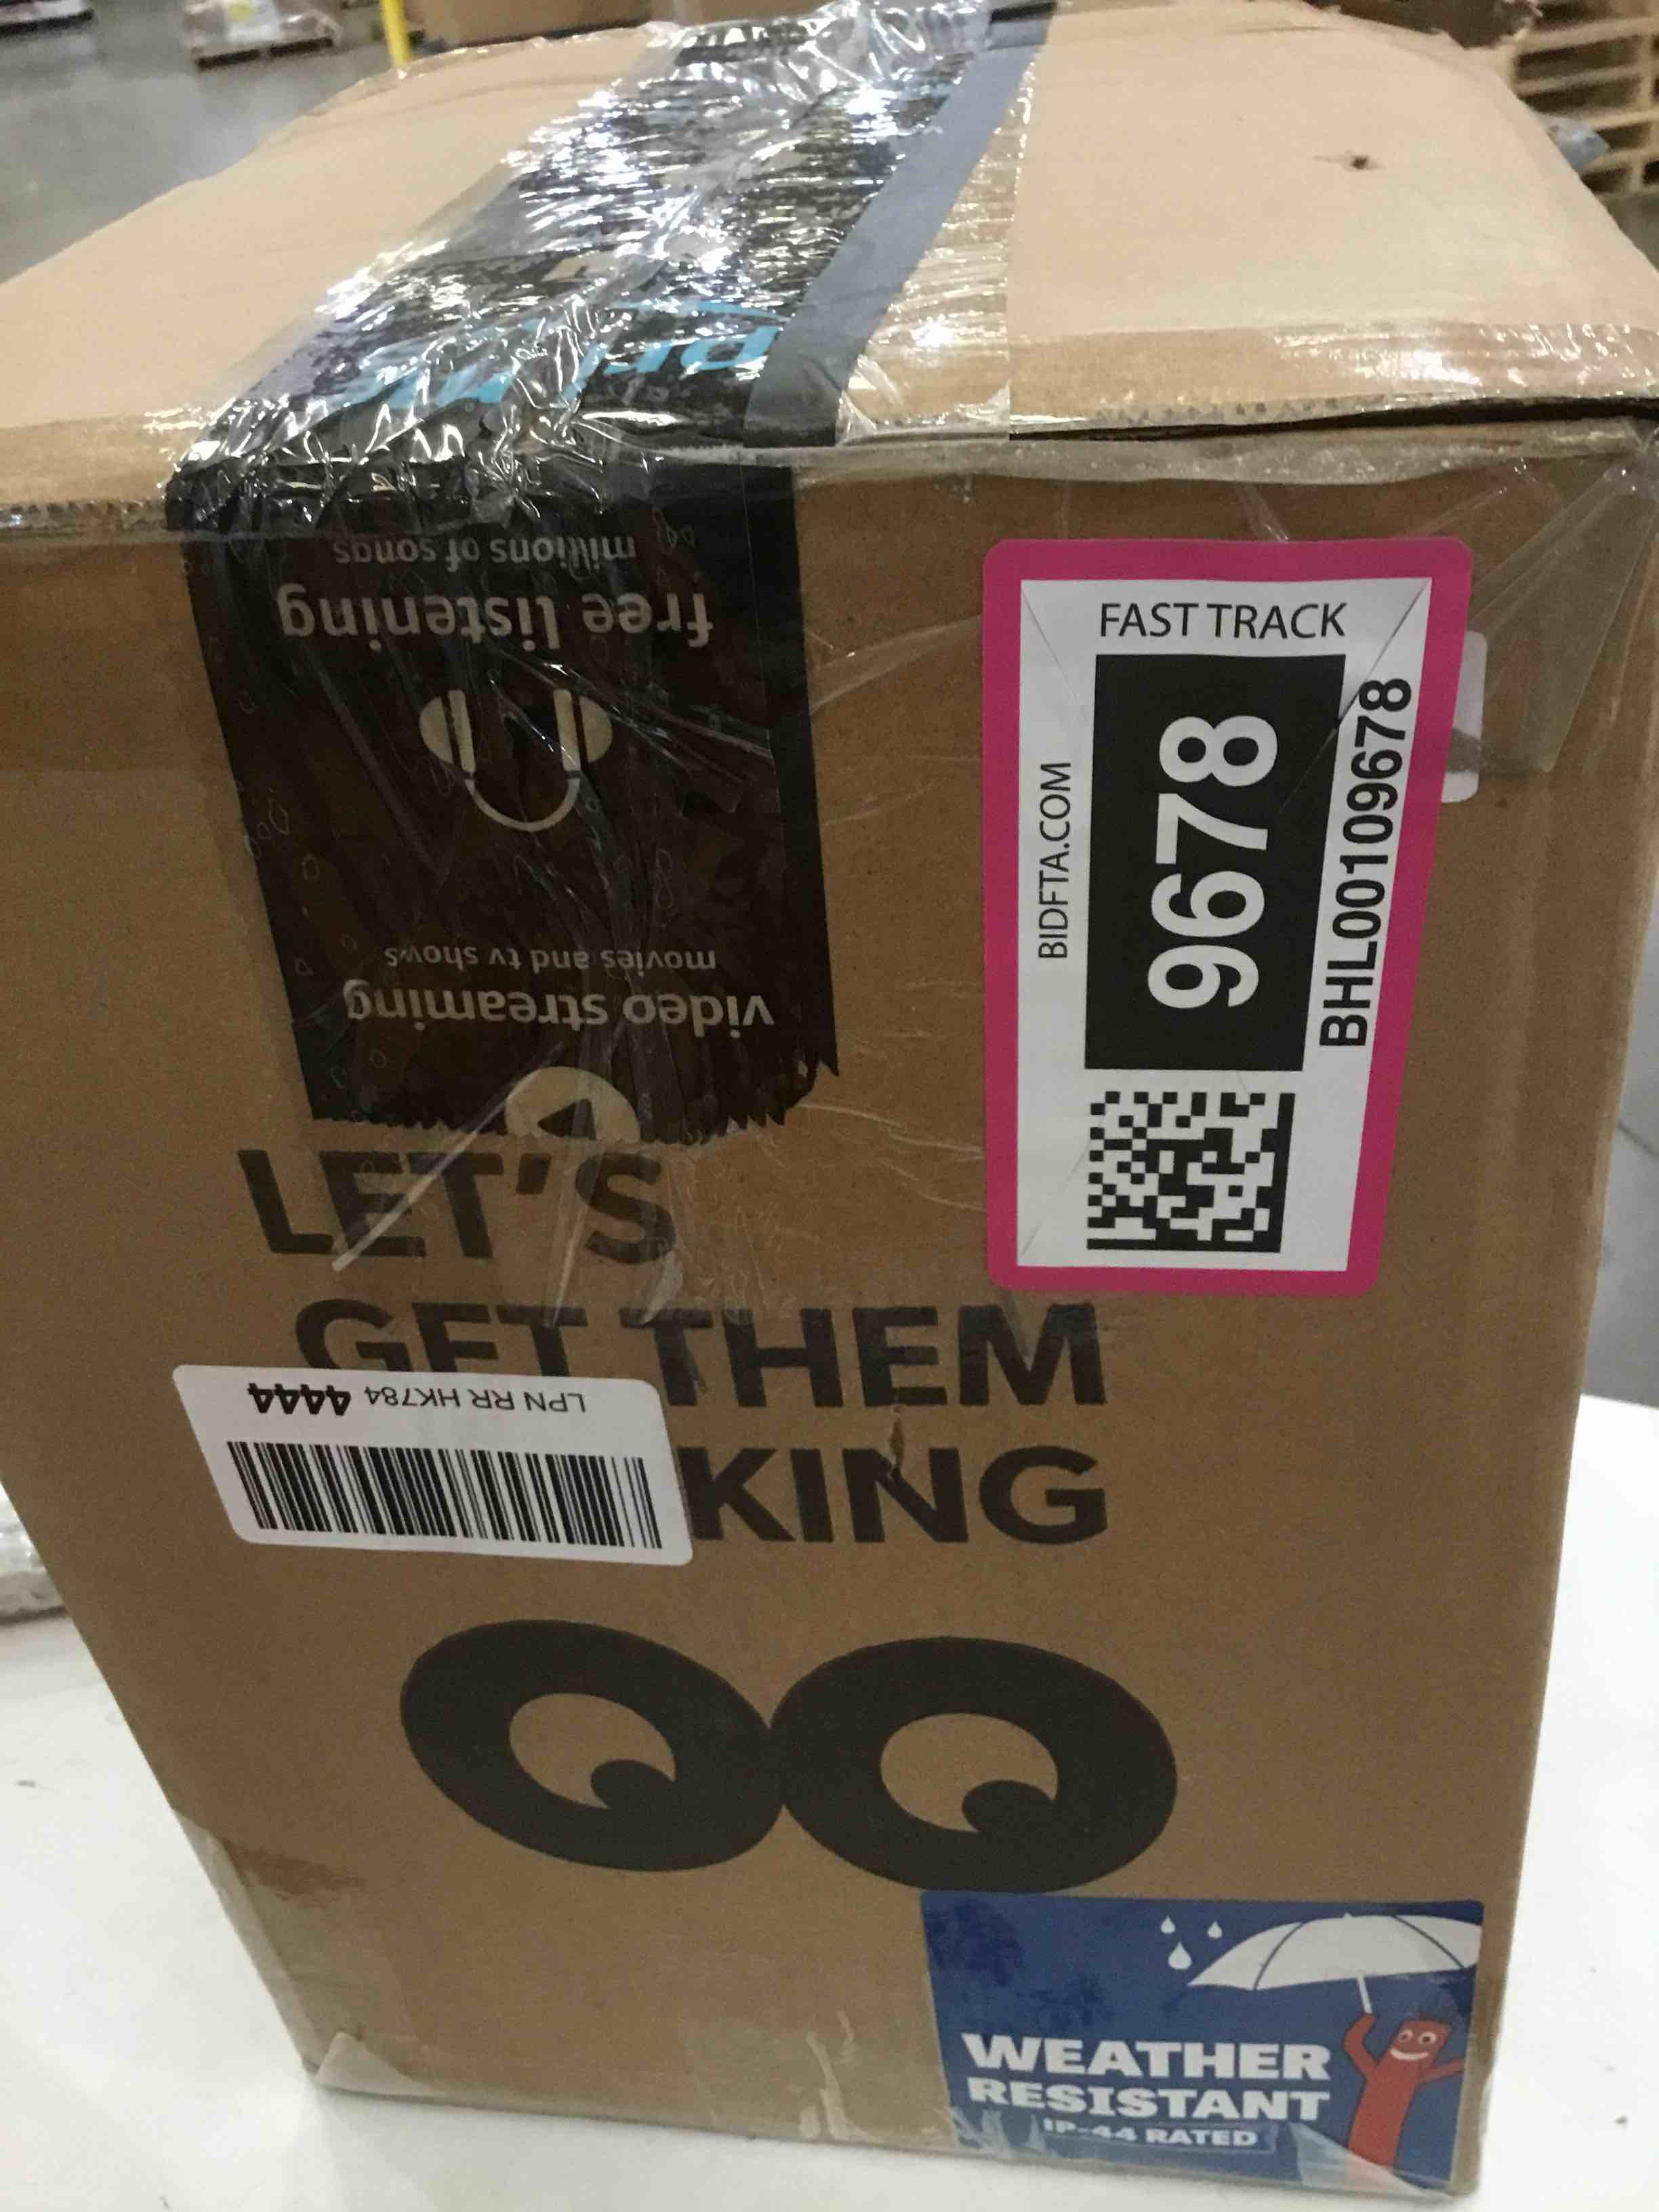 prime
free listening
millions of songs
video streaming
movies and tv shows
FAST TRACK
BIDFTA.COM
9678
BHL00109678
LET'S
GET THEM
KING
LPN RR HK784 4444
WEATHER
RESISTANT
IP-44 RATED